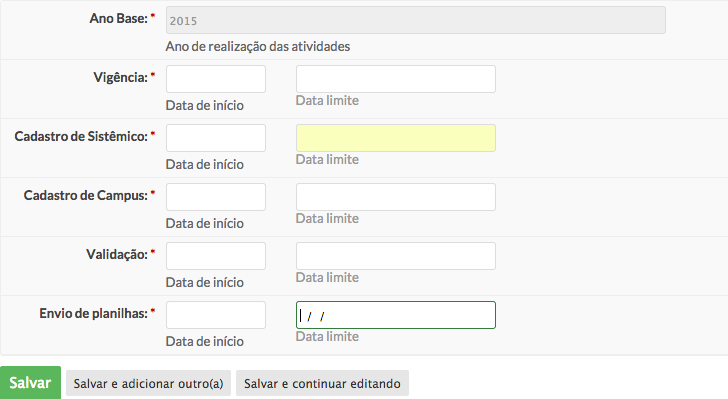 Ano Base: *
2015
Ano de realização das atividades
Vigência: *
Data de início Data limite
Cadastro de Sistêmico: *
Data de início Data limite
Cadastro de Campus: *
Data de início Data limite
Validação: *
Data de início Data limite
Envio de planilhas: * / /
Data de início Data limite
Salvar Salvar e adicionar outro(a) Salvar e continuar editando